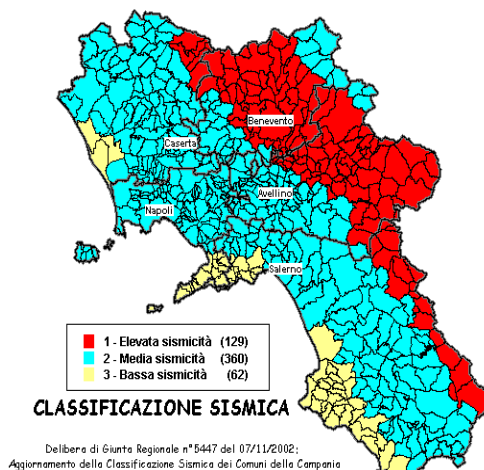 Benevento
Caserta
Avellino
Napoli
Salerno
1 - Elevata sismicità (129)
2 - Media sismicità (360)
3 - Bassa sismicità (62)
CLASSIFICAZIONE SISMICA
Delibera di Giunta Regionale n°5447 del 07/11/2002;
Aggiornamento della Classificazione Sismica dei Comuni della Campania